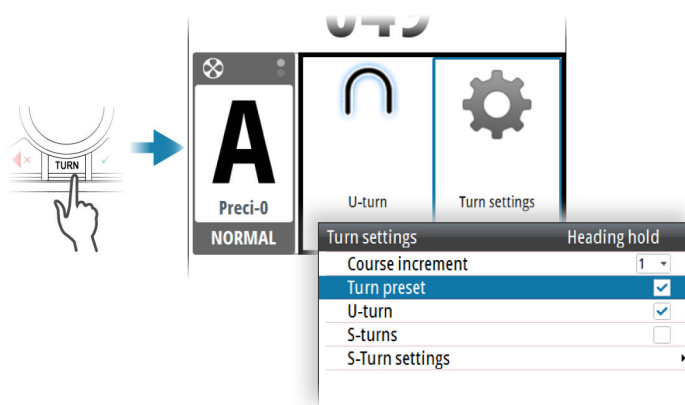 TURN
A
Preci-0
NORMAL
U-turn
Turn settings
Turn settings Heading hold
Course increment 1
Turn preset
U-turn
S-turns
S-Turn settings